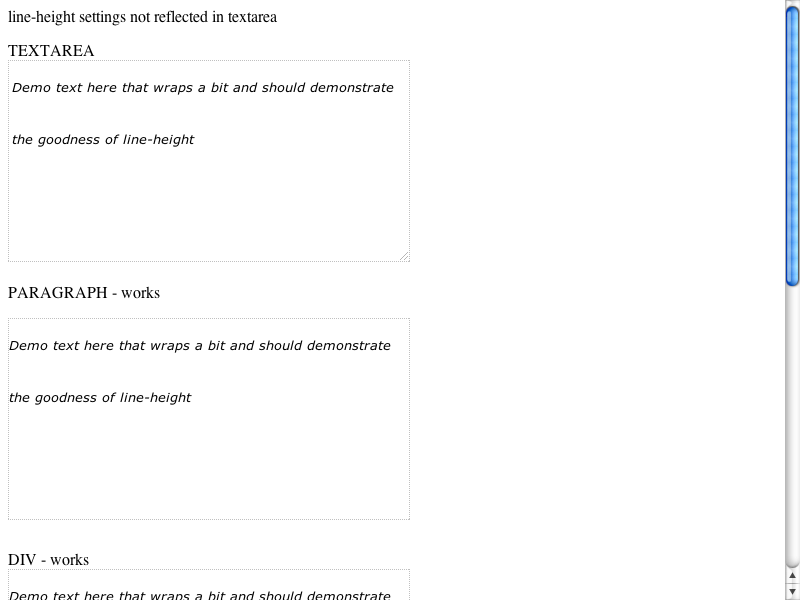 line-height settings not reflected in textarea
TEXTAREA
Demo text here that wraps a bit and should demonstrate
the goodness of line-height
PARAGRAPH - works
Demo text here that wraps a bit and should demonstrate
the goodness of line-height
DIV - works
Demo text here that wraps a bit and should demonstrate